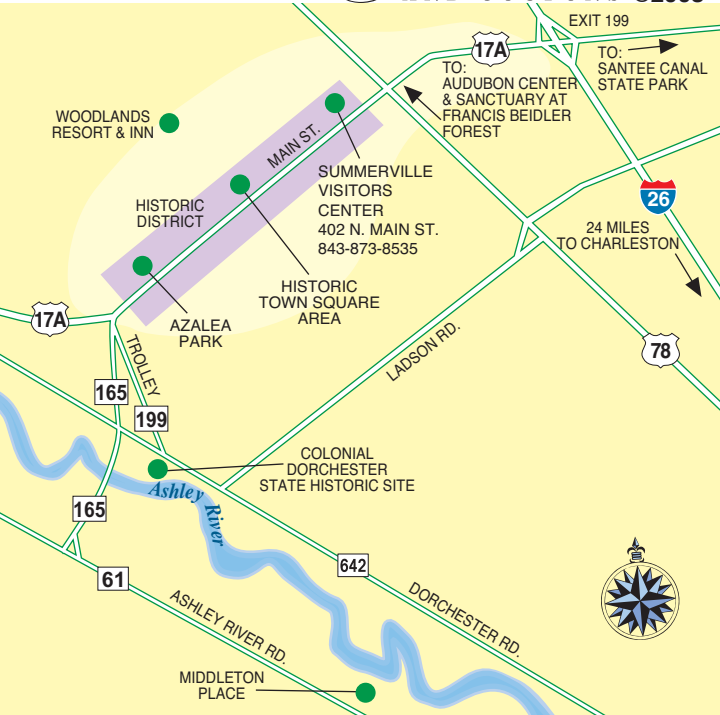 EXIT 199
17A
TO:
SANTEE CANAL
STATE PARK
TO:
AUDUBON CENTER
& SANCTUARY AT
FRANCIS BEIDLER
FOREST
WOODLANDS
RESORT & INN
MAIN ST.
SUMMERVILLE
VISITORS
CENTER
402 N. MAIN ST.
843-873-8535
HISTORIC
DISTRICT
26
24 MILES
TO CHARLESTON
HISTORIC
TOWN SQUARE
AREA
AZALEA
PARK
17A
TROLLEY
LADSON RD.
78
165
199
COLONIAL
DORCHESTER
STATE HISTORIC SITE
Ashley River
165
642
61
DORCHESTER RD.
ASHLEY RIVER RD.
MIDDLETON
PLACE